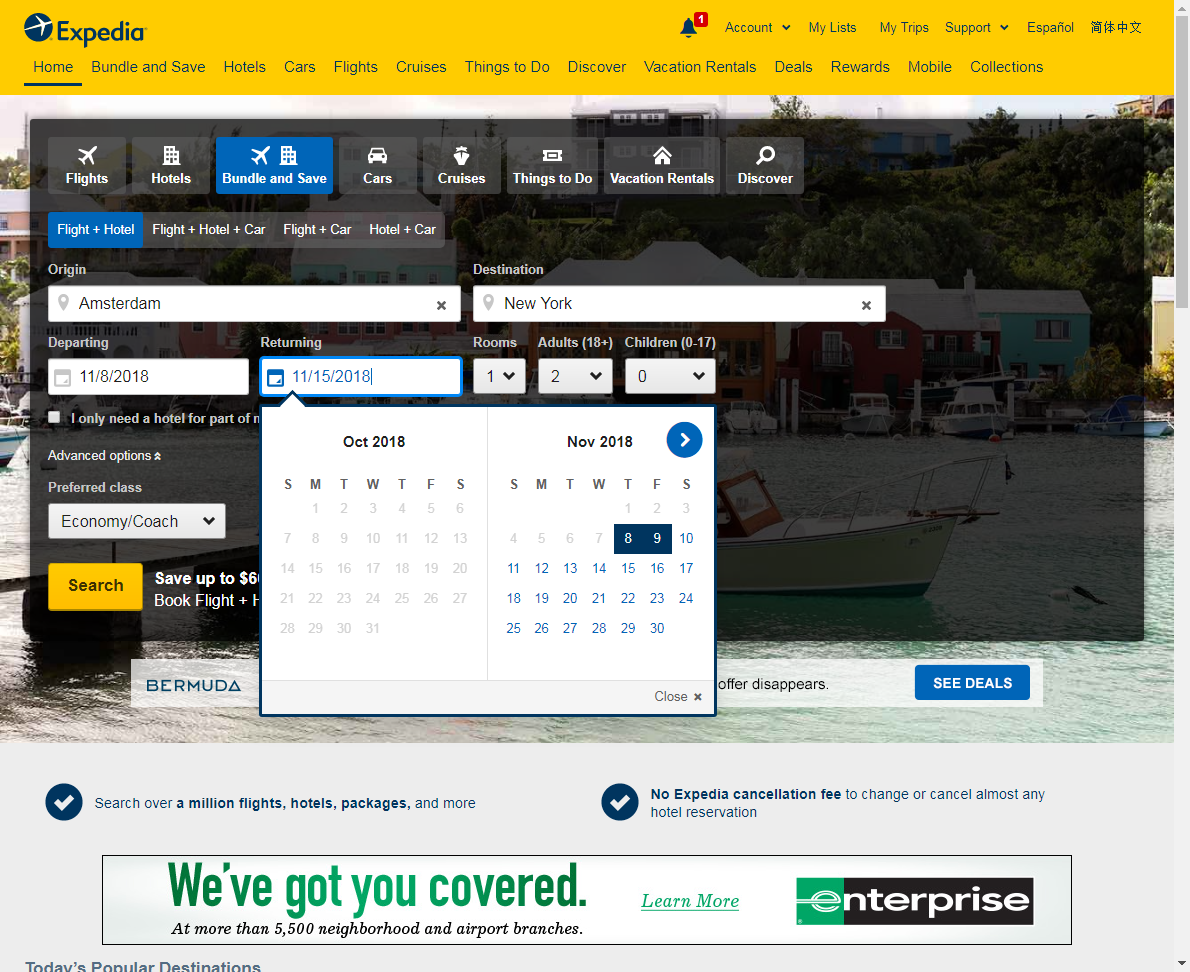 Expedia
1
Account My Lists My Trips Support Español 简体中文
Home Bundle and Save Hotels Cars Flights Cruises Things to Do Discover Vacation Rentals Deals Rewards Mobile Collections
Flights Hotels Bundle and Save Cars Cruises Things to Do Vacation Rentals Discover
Flight + Hotel Flight + Hotel + Car Flight + Car Hotel + Car
Origin Destination
Amsterdam New York
Departing Returning Rooms Adults (18+) Children (0-17)
11/8/2018 11/15/2018 1 2 0
I only need a hotel for part of
Advanced options
Preferred class
Economy/Coach
Search
Save up to $6
Book Flight +
Oct 2018
S M T W T F S
1 2 3 4 5 6
7 8 9 10 11 12 13
14 15 16 17 18 19 20
21 22 23 24 25 26 27
28 29 30 31
Nov 2018
S M T W T F S
1 2 3
4 5 6 7 8 9 10
11 12 13 14 15 16 17
18 19 20 21 22 23 24
25 26 27 28 29 30
Close
BERMUDA offer disappears. SEE DEALS
Search over a million flights, hotels, packages, and more
No Expedia cancellation fee to change or cancel almost any
hotel reservation
We've got you covered.
At more than 5,500 neighborhood and airport branches.
Learn More
enterprise
Today's Popular Destinations